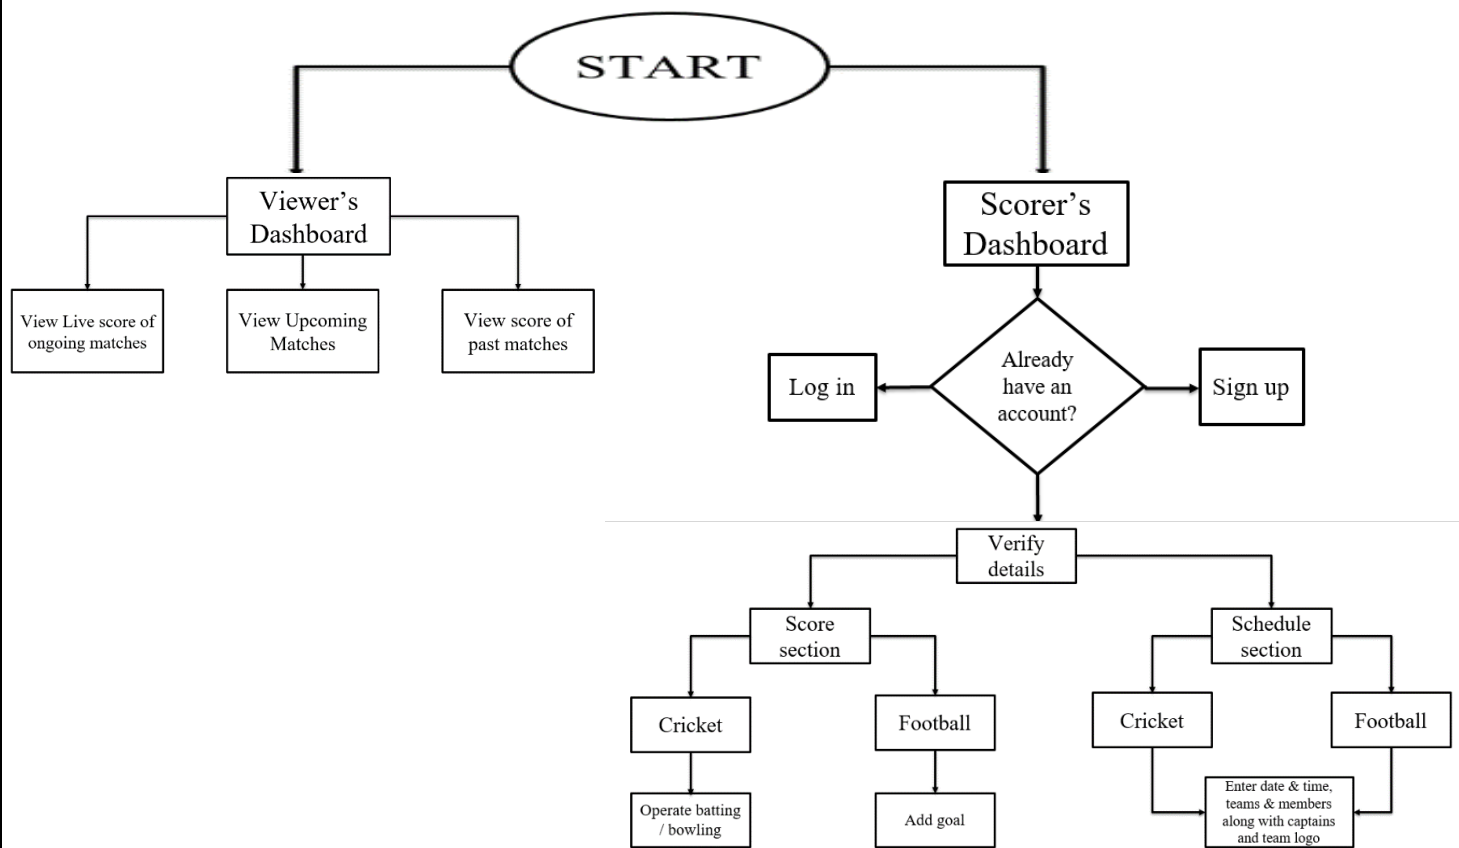 START
Viewer's
Dashboard
View Live score of
ongoing matches
View Upcoming
Matches
View score of
past matches
Scorer's
Dashboard
Already
have an
account?
Log in
Sign up
Verify
details
Score
section
Schedule
section
Cricket
Football
Cricket
Football
Operate batting
/ bowling
Add goal
Enter date & time,
teams & members
along with captains
and team logo